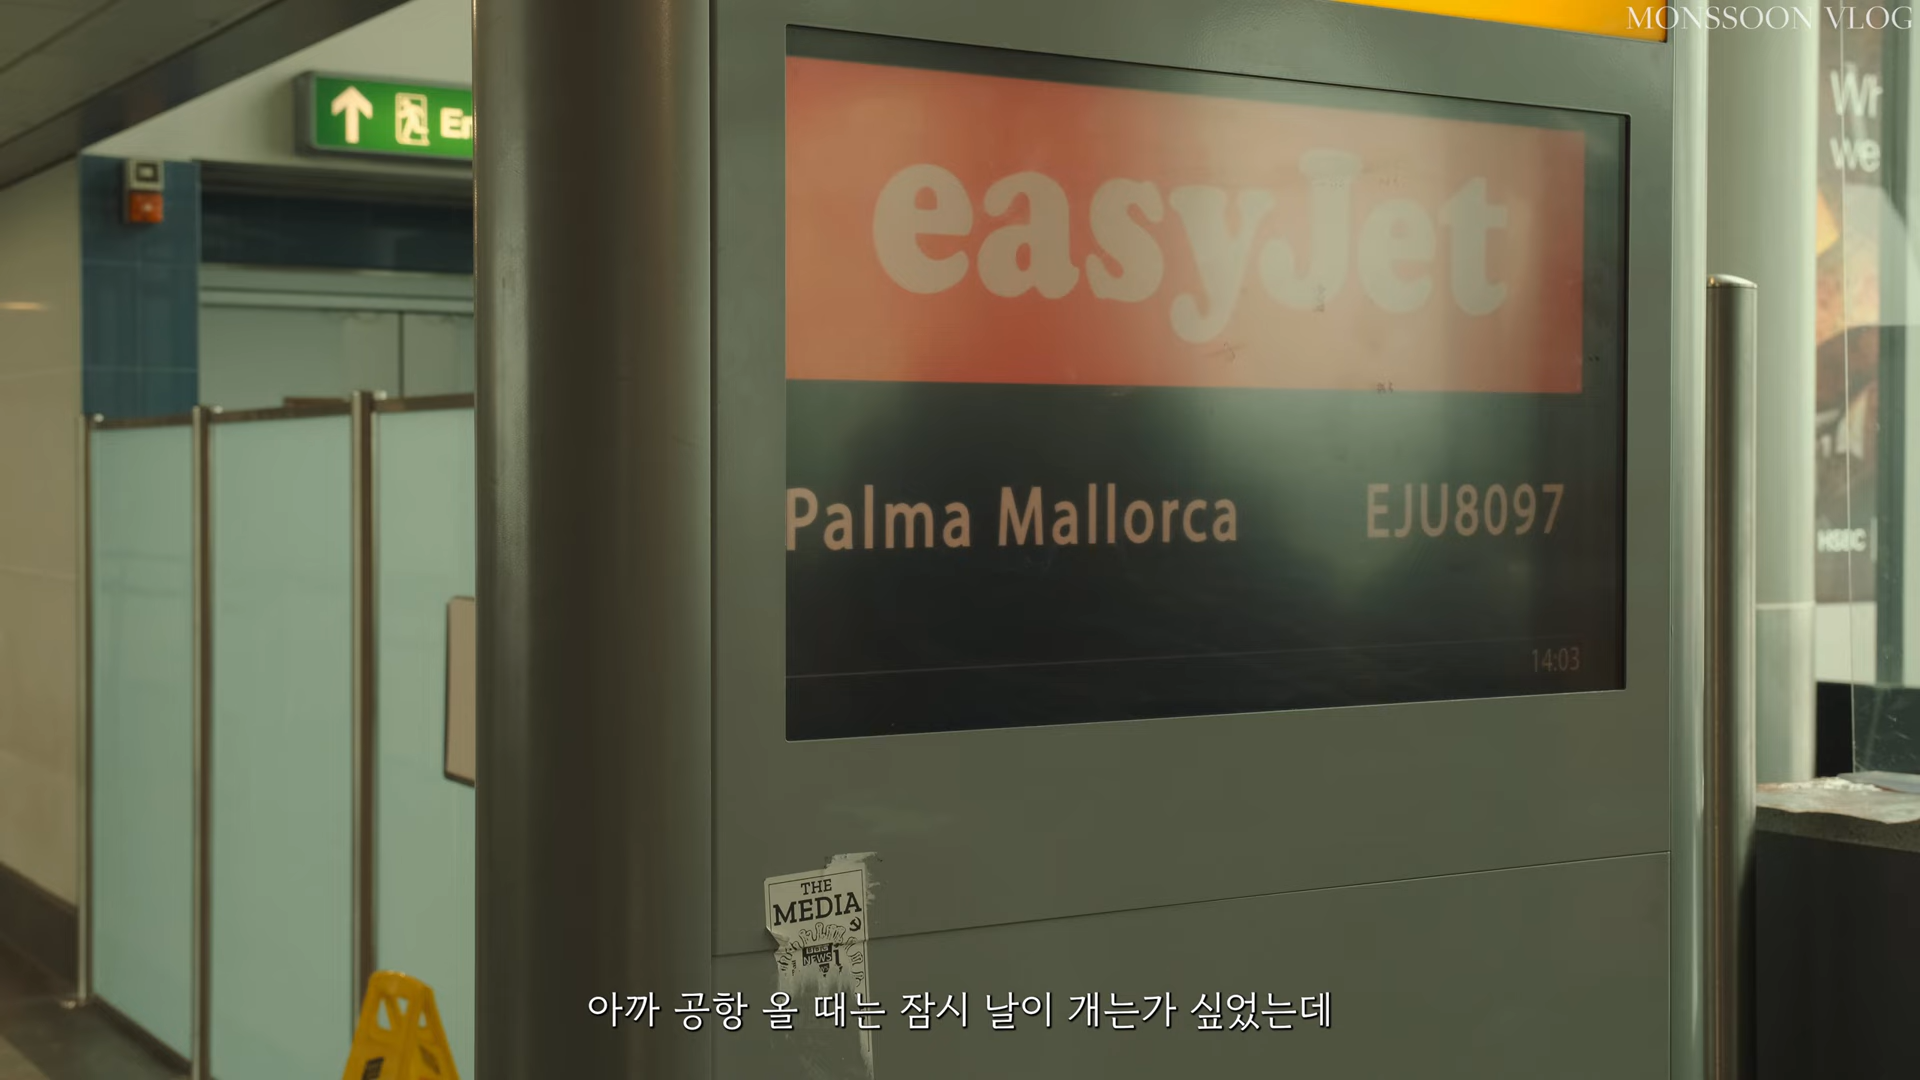 MONSSOON VLOG
easyJet
Palma Mallorca EJU8097
14:03
HSBC
THE
MEDIA
NEWS
아까 공항 올 때는 잠시 날이 개는가 싶었는데